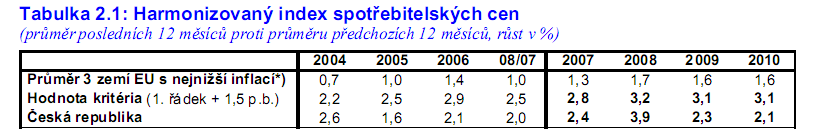 Tabulka 2.1: Harmonizovaný index spotřebitelských cen
(průměr posledních 12 měsíců proti průměru předchozích 12 měsíců, růst v %)
2004 2005 2006 08/07 2007 2008 2009 2010
Průměr 3 zemí EU s nejnižší inflací*) 0,7 1,0 1,4 1,0 1,3 1,7 1,6 1,6
Hodnota kritéria (1. řádek + 1,5 p.b.) 2,2 2,5 2,9 2,5 2,8 3,2 3,1 3,1
Česká republika 2,6 1,6 2,1 2,0 2,4 3,9 2,3 2,1